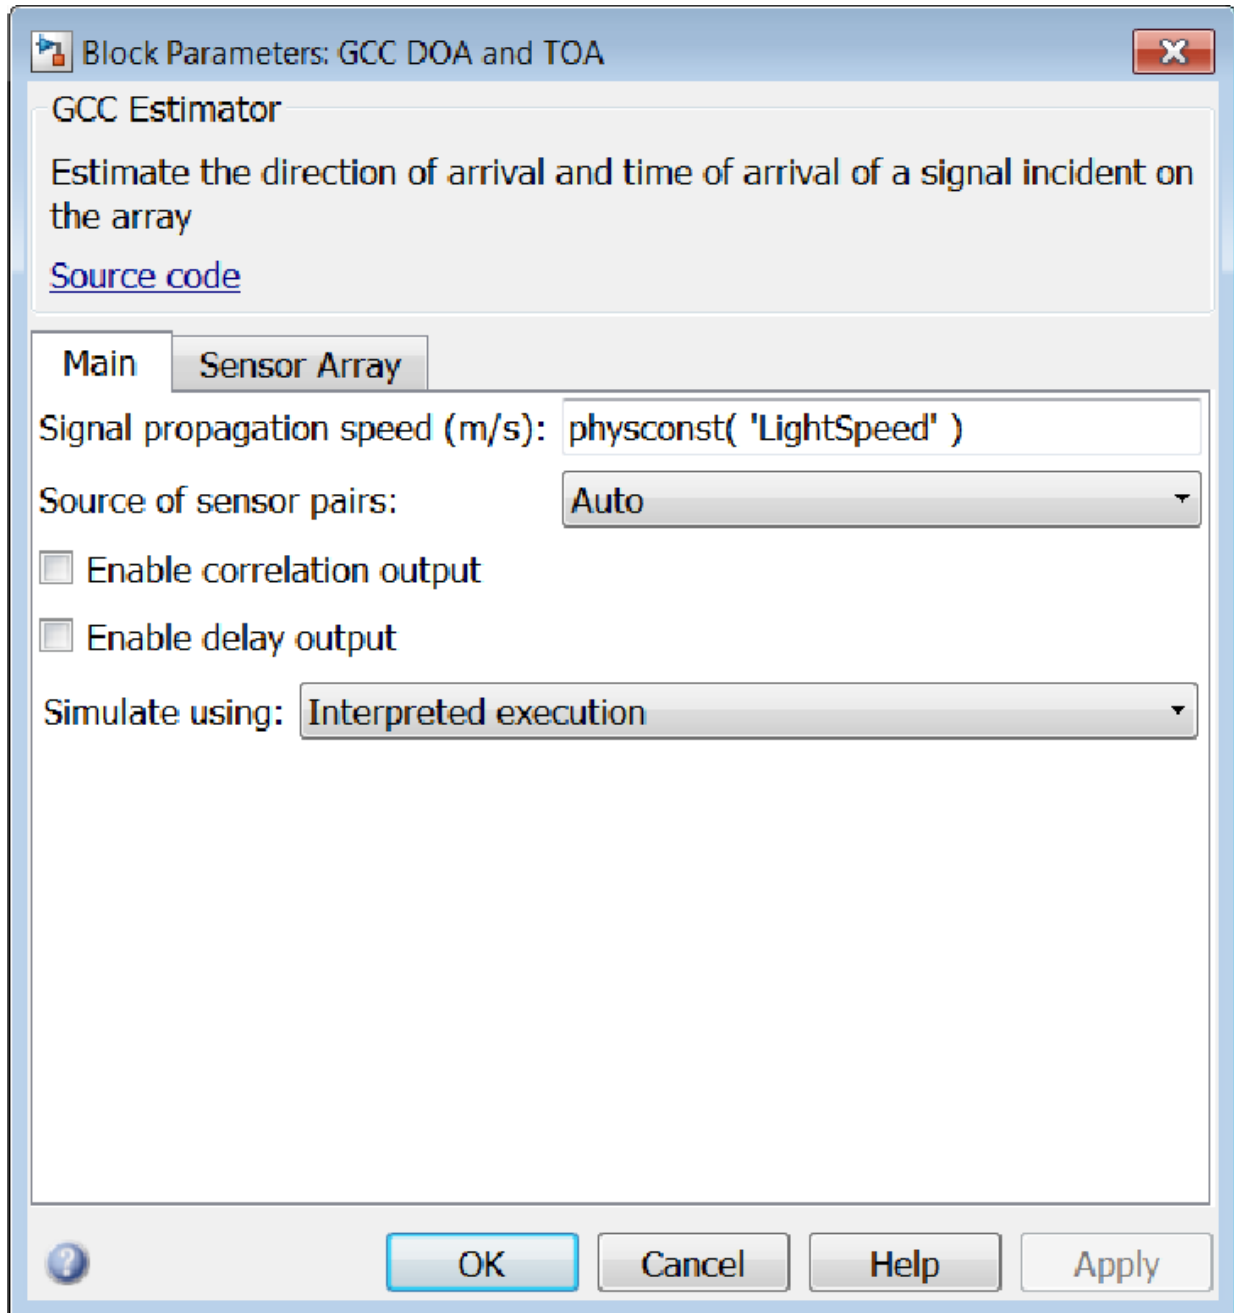 Block Parameters: GCC DOA and TOA
GCC Estimator
Estimate the direction of arrival and time of arrival of a signal incident on
the array
Source code
Main Sensor Array
Signal propagation speed (m/s): physconst( 'LightSpeed' )
Source of sensor pairs: Auto
Enable correlation output
Enable delay output
Simulate using: Interpreted execution
? OK Cancel Help Apply